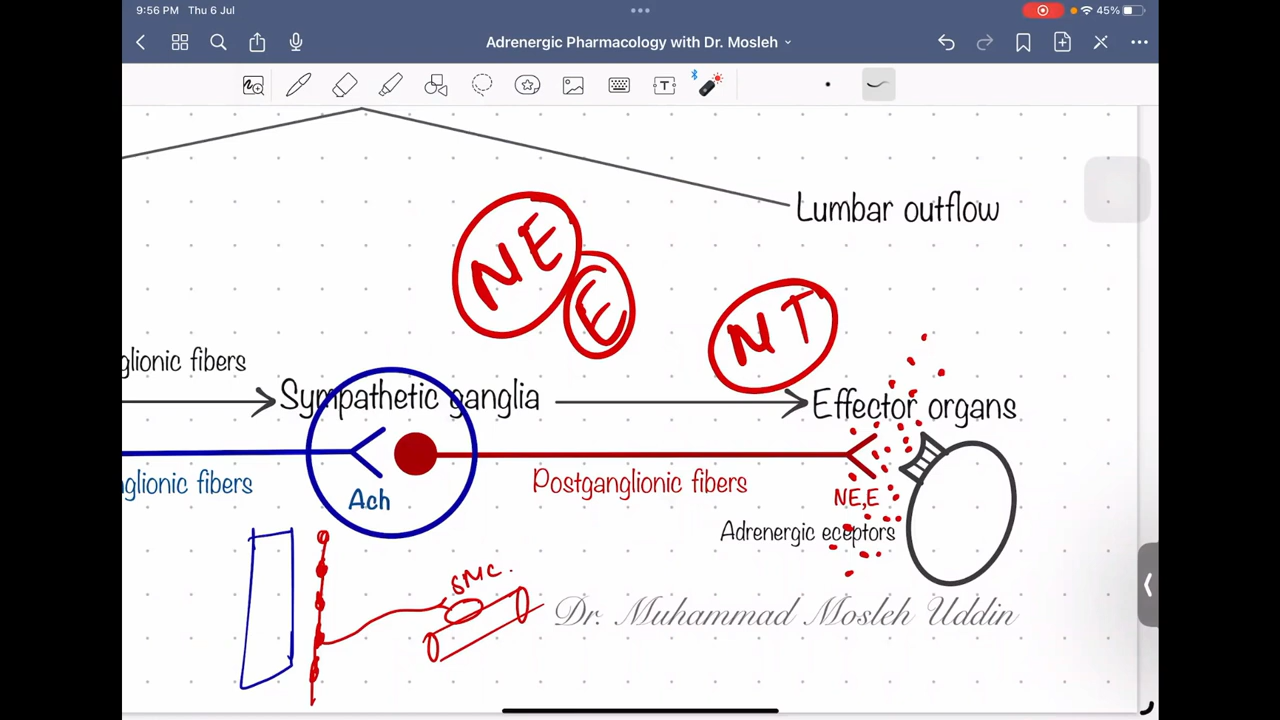 9:56 PM Thu 6 Jul
45%
Adrenergic Pharmacology with Dr. Mosleh
Lumbar outflow
NE
E
NT
glionic fibers
Sympathetic ganglia
Effector organs
glionic fibers
Ach
Postganglionic fibers
NE,E
Adrenergic eceptors
SMC.
Dr. Muhammad Mosleh Uddin